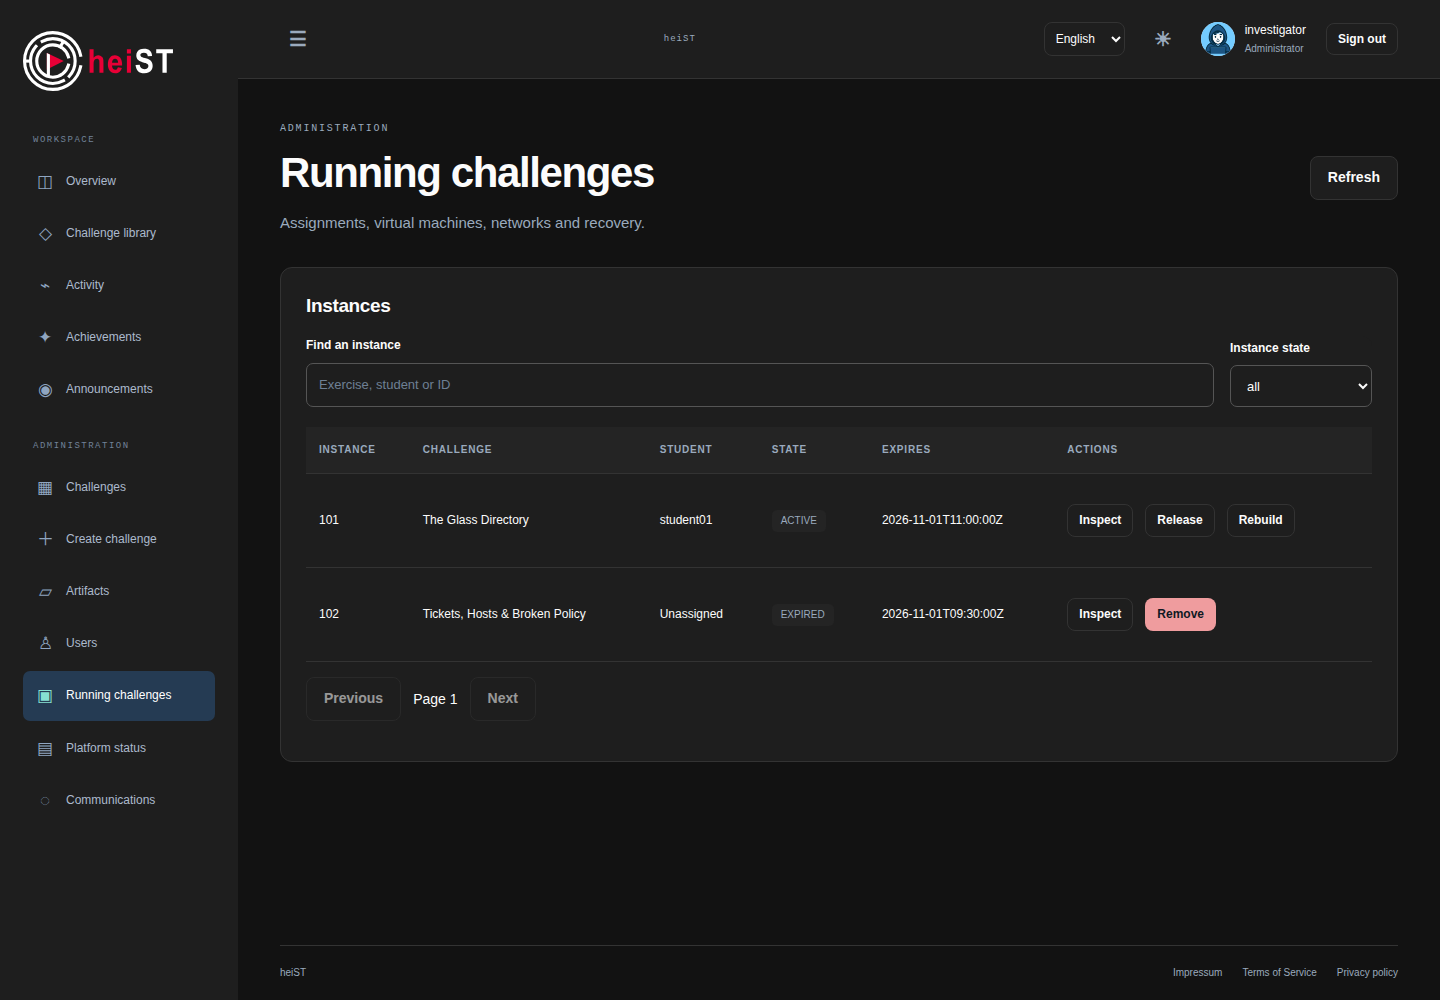 heiST
WORKSPACE
Overview
Challenge library
Activity
Achievements
Announcements
ADMINISTRATION
Challenges
Create challenge
Artifacts
Users
Running challenges
Platform status
Communications
heiST
English
investigator
Administrator
Sign out
ADMINISTRATION
Running challenges
Refresh
Assignments, virtual machines, networks and recovery.
Instances
Find an instance
Exercise, student or ID
Instance state
all
INSTANCE CHALLENGE STUDENT STATE EXPIRES ACTIONS
101 The Glass Directory student01 ACTIVE 2026-11-01T11:00:00Z Inspect Release Rebuild
102 Tickets, Hosts & Broken Policy Unassigned EXPIRED 2026-11-01T09:30:00Z Inspect Remove
Previous Page 1 Next
heiST
Impressum Terms of Service Privacy policy